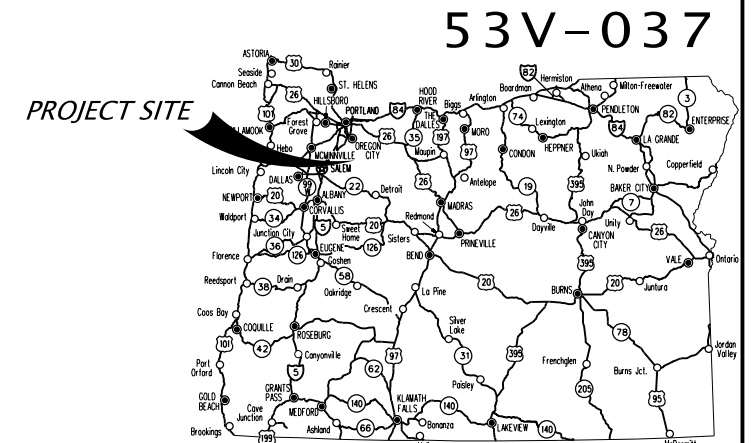 53V-037
PROJECT SITE
ASTORIA
30
Rainier
Seaside
Cannon Beach
26
ST. HELENS
HILLSBORO
PORTLAND
84
HOOD
RIVER
THE
DALLES
Biggs
Arlington
Boardman
82
Hermiston
Athena
Milton-Freewater
PENDLETON
3
82
ENTERPRISE
101
LAMOOK
Forest
Grove
OREGON
CITY
26
35
197
Maupin
MORO
97
74
Lexington
HEPPNER
CONDON
84
LA GRANDE
Hebo
MCMINNVILLE
SALEM
Ukiah
N. Powder
Copperfield
Lincoln City
DALLAS
99
22
Detroit
26
Antelope
19
395
BAKER CITY
NEWPORT
20
ALBANY
CORVALLIS
MADRAS
John
Day
7
Waldport
34
5
Sweet
Home
20
Redmond
26
Dayville
Unity
26
Junction City
36
126
EUGENE
126
Sisters
PRINEVILLE
CANYON
CITY
Florence
Goshen
BEND
395
VALE
Ontario
Reedsport
38
Drain
58
Oakridge
La Pine
20
BURNS
20
Juntura
Coos Bay
Crescent
Silver
Lake
COQUILLE
ROSEBURG
78
101
42
Canyonville
97
31
395
Frenchglen
Burns Jct.
Jordan
Valley
Port
Orford
5
62
Paisley
205
95
GOLD
BEACH
GRANTS
PASS
MEDFORD
140
KLAMATH
FALLS
140
Cave
Junction
Ashland
66
Bonanza
LAKEVIEW
140
Brookings
199